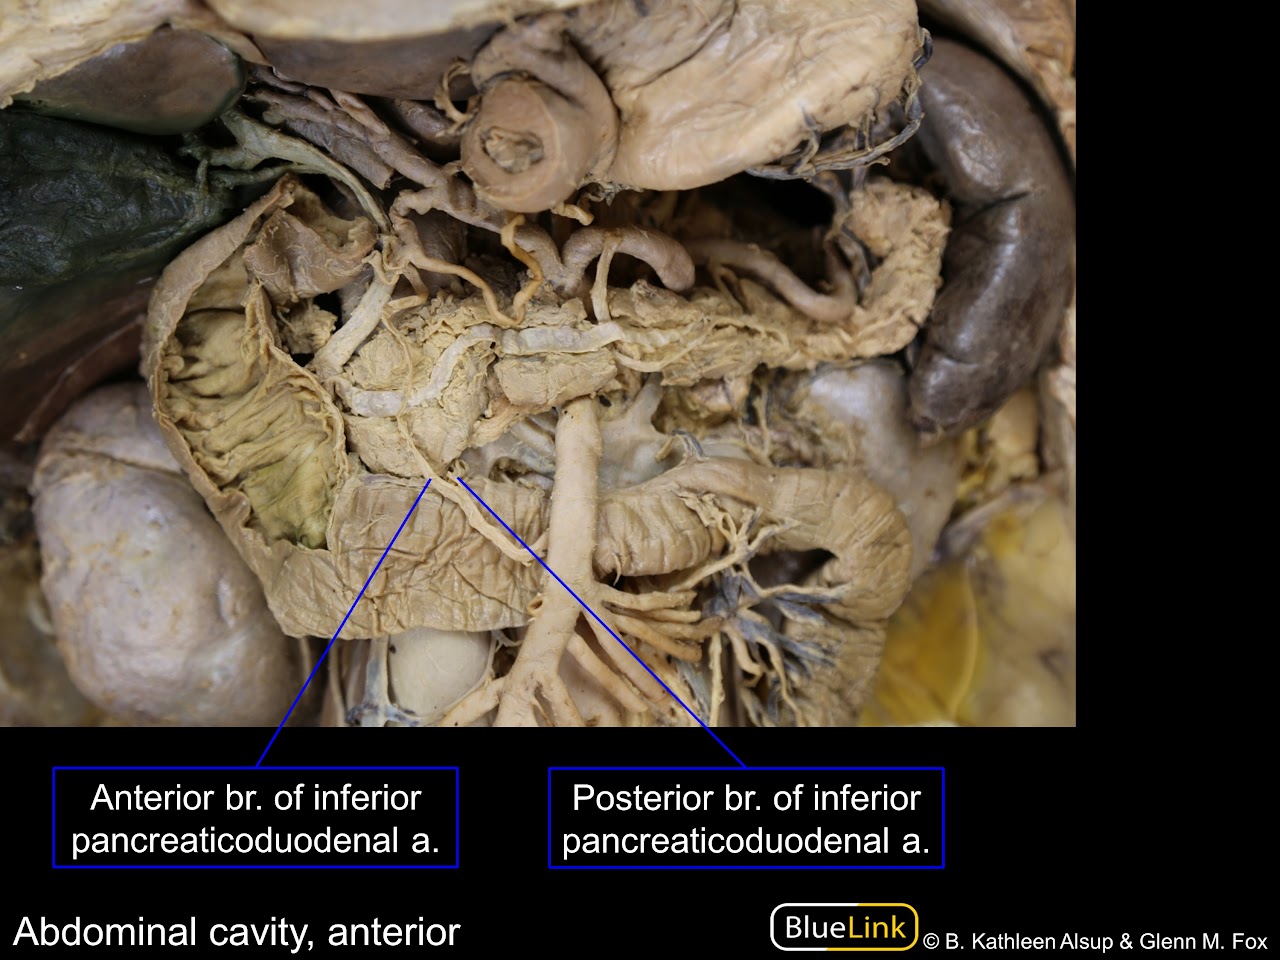 Anterior br. of inferior
pancreaticoduodenal a.
Posterior br. of inferior
pancreaticoduodenal a.
Abdominal cavity, anterior
BlueLink © B. Kathleen Alsup & Glenn M. Fox